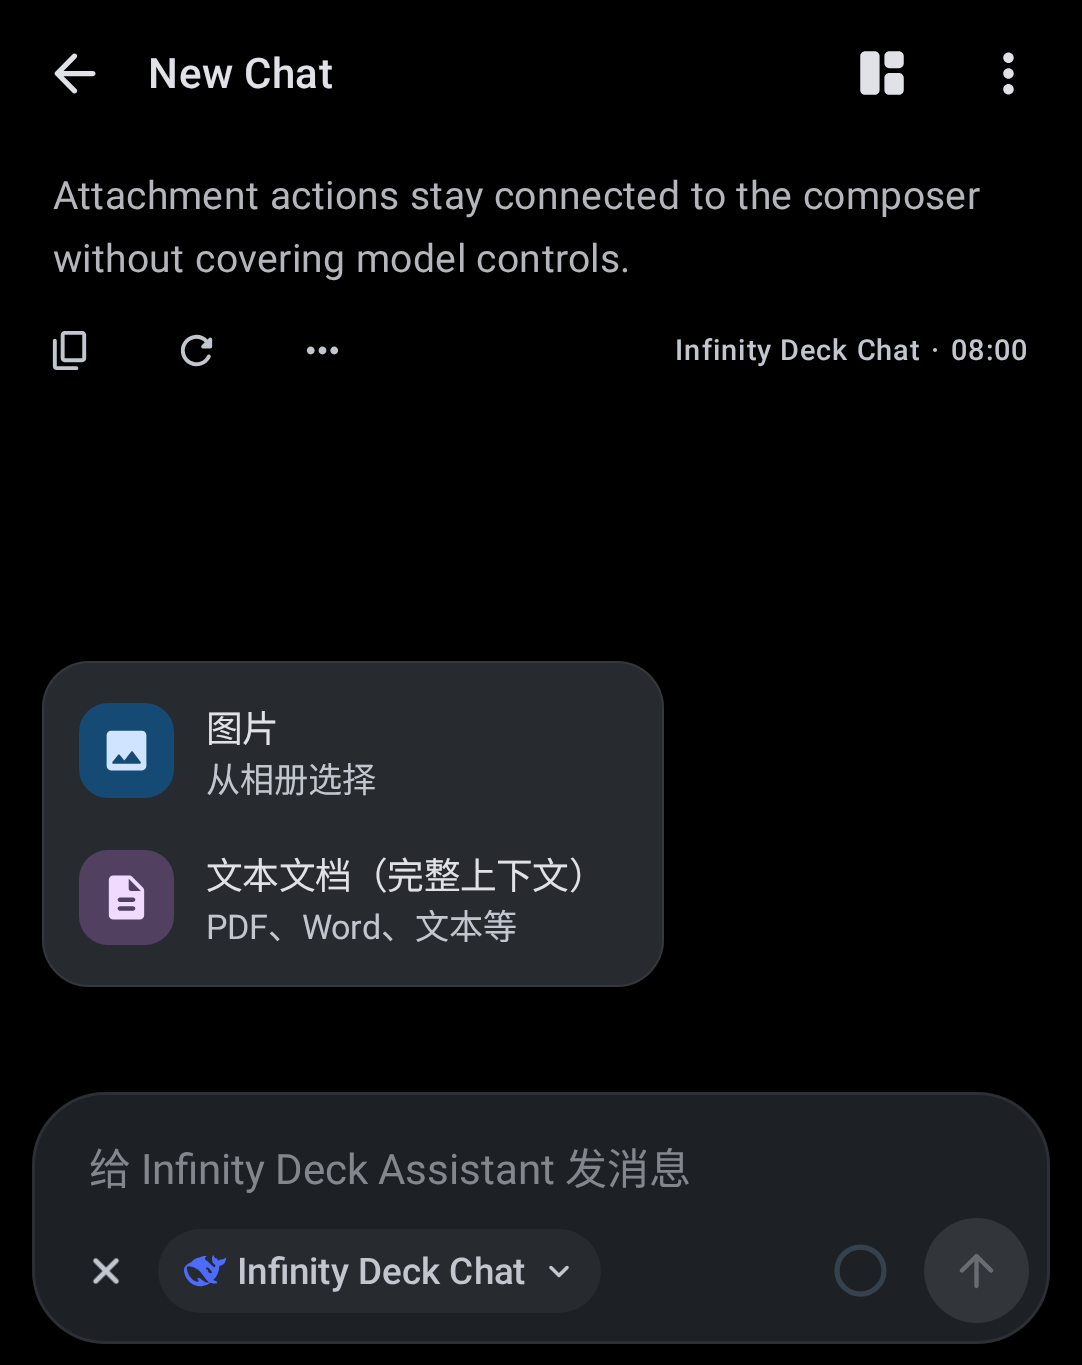 New Chat
Attachment actions stay connected to the composer
without covering model controls.
Infinity Deck Chat · 08:00
图片
从相册选择
文本文档（完整上下文）
PDF、Word、文本等
给 Infinity Deck Assistant 发消息
Infinity Deck Chat